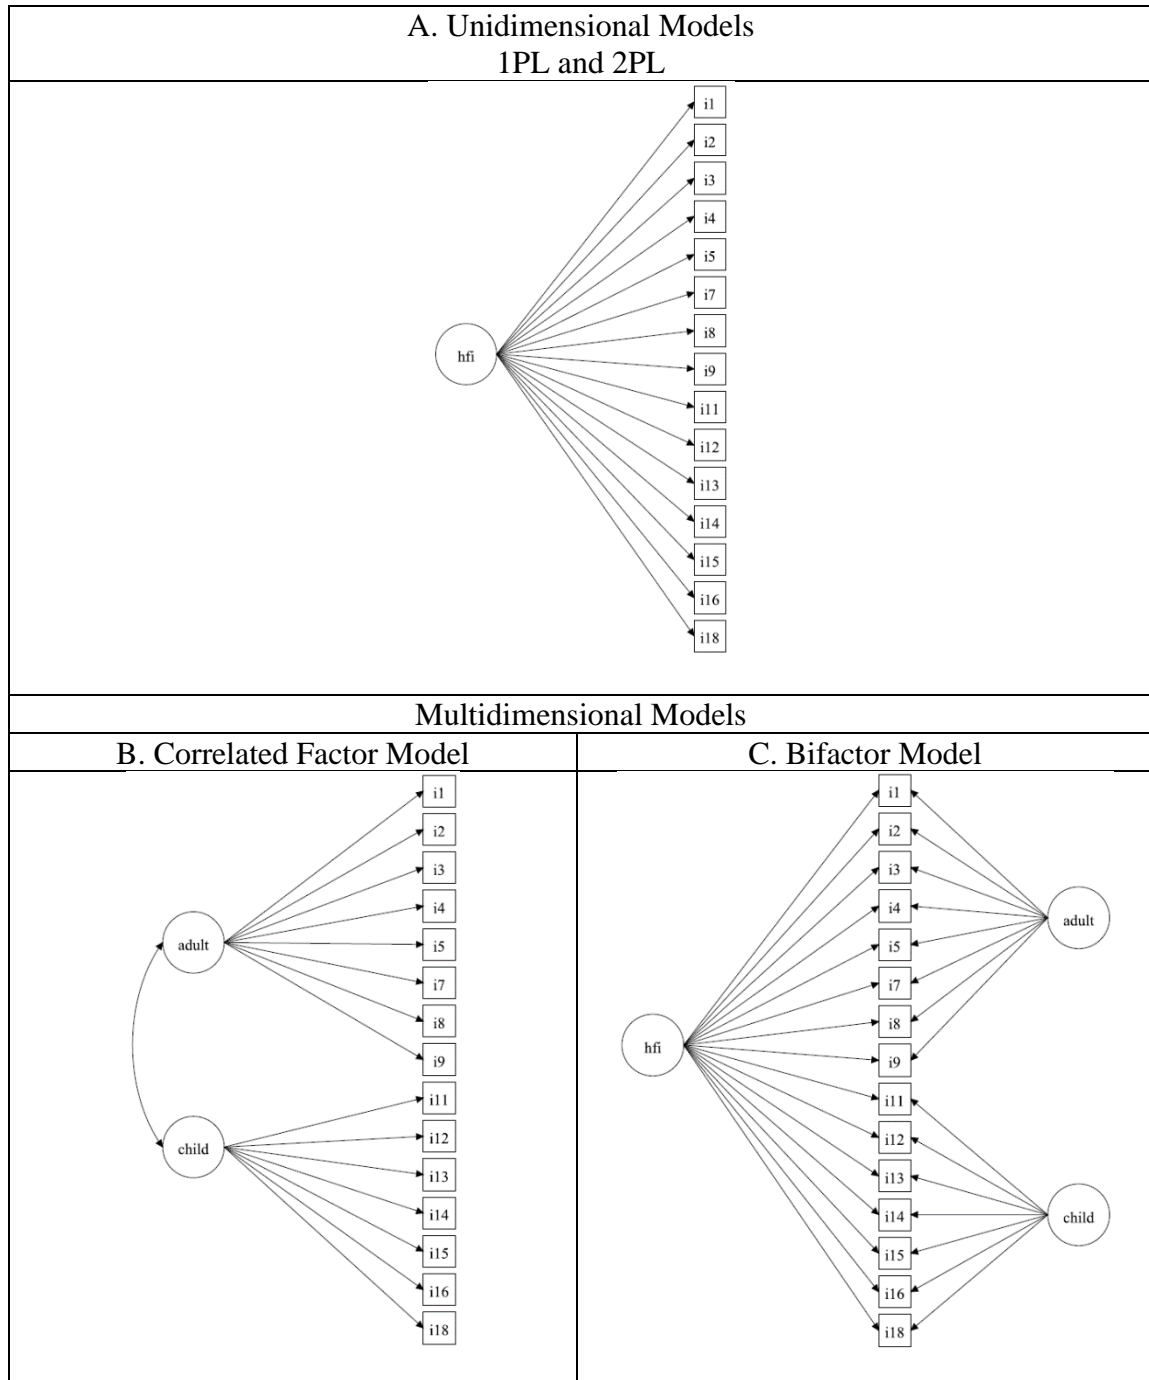 A. Unidimensional Models
1PL and 2PL
i1
i2
i3
i4
i5
i7
i8
hfi
i9
i11
i12
i13
i14
i15
i16
i18
Multidimensional Models
B. Correlated Factor Model
i1
i2
i3
i4
adult
i5
i7
i8
i9
i11
i12
child
i13
i14
i15
i16
i18
C. Bifactor Model
i1
i2
i3
i4
adult
i5
i7
i8
hfi
i9
i11
i12
i13
i14
child
i15
i16
i18